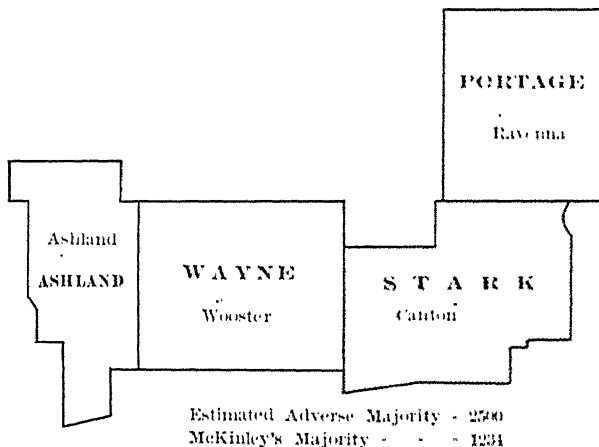 PORTAGE
Ravenna
Ashland
ASHLAND
WAYNE
Wooster
STARK
Canton
Estimated Adverse Majority - 2500
McKinley's Majority - - - 1234